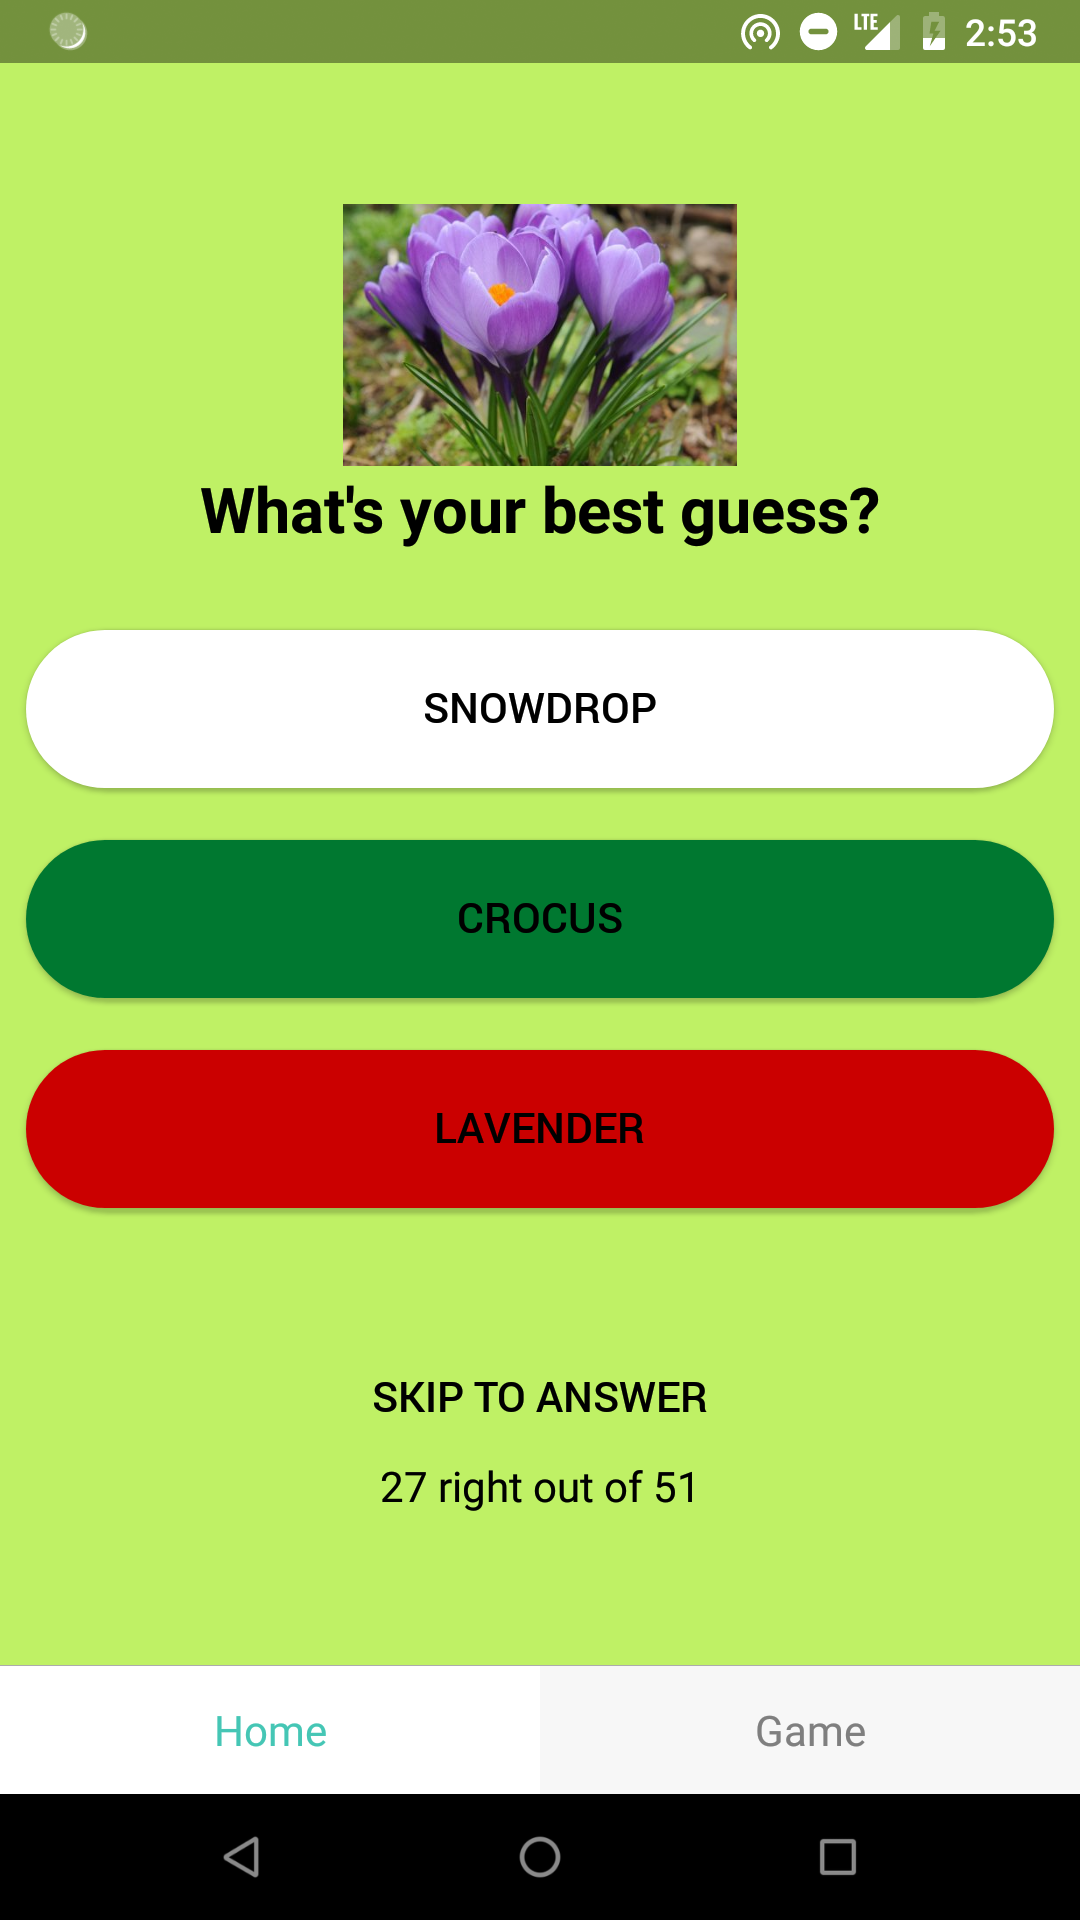 LTE 2:53
What's your best guess?
SNOWDROP
CROCUS
LAVENDER
SKIP TO ANSWER
27 right out of 51
Home Game